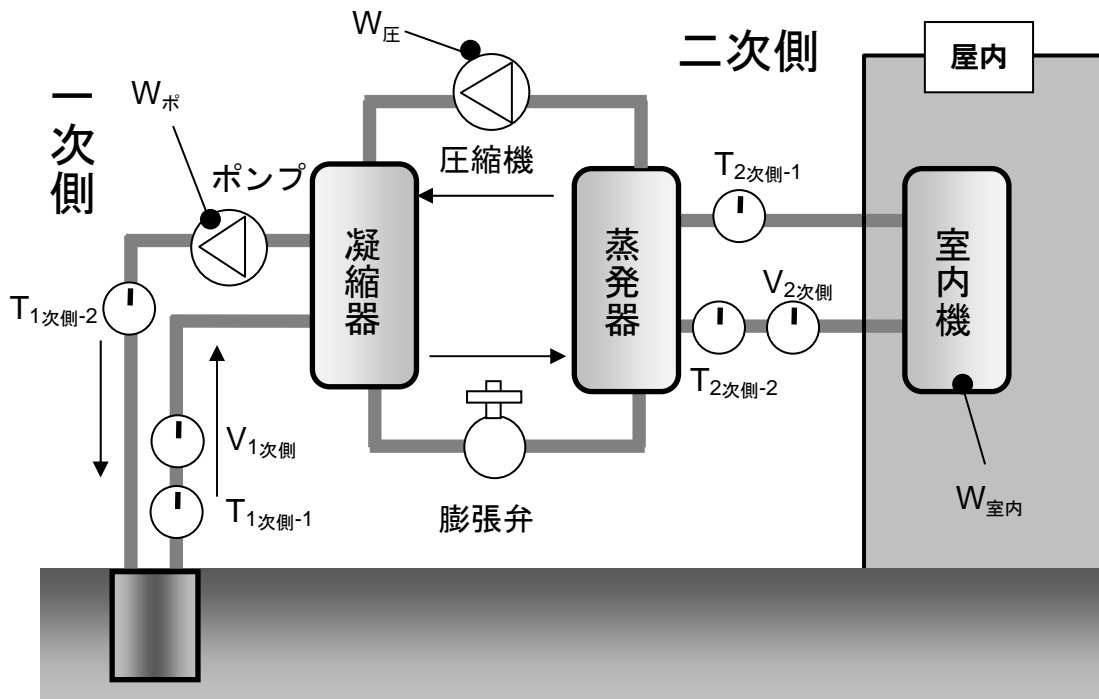 W圧
二次側
屋内
一次側
Wポ
ポンプ
圧縮機
T2次側-1
凝縮器
蒸発器
室内機
V2次側
T1次側-2
T2次側-2
V1次側
T1次側-1
膨張弁
W室内